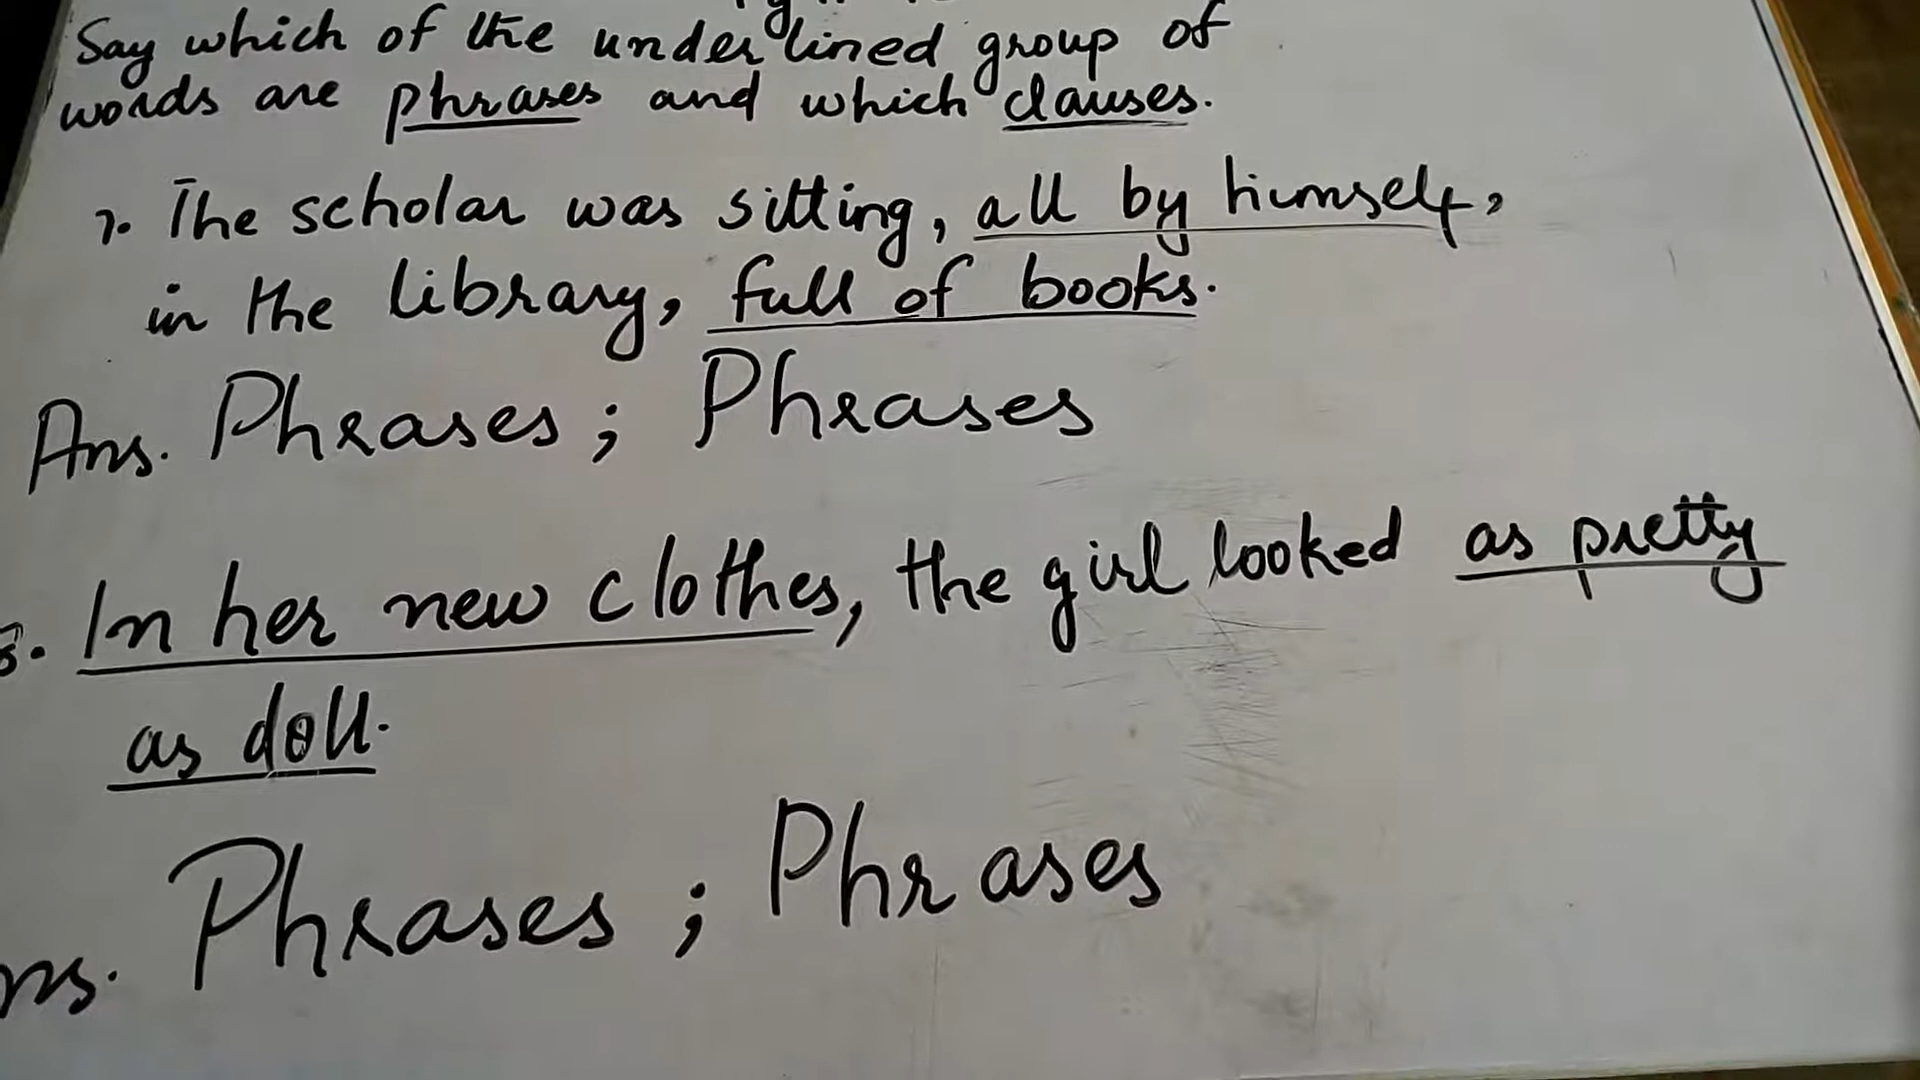 Say which of the underlined group of
words are phrases and which clauses.
7. The scholar was sitting, all by himself,
in the library, full of books.
Ans. Phrases; Phrases
8. In her new clothes, the girl looked as pretty
as doll.
ns. Phrases; Phrases